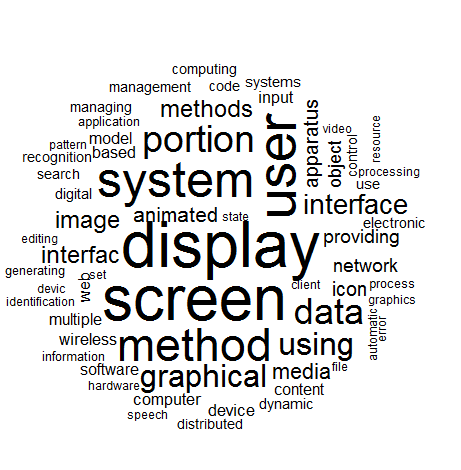 computing
management
code
systems
input
managing
methods
application
apparatus
video
resource
pattern
model
portion
user
object
control
recognition
based
search
system
processing
use
digital
image
animated
state
interface
electronic
editing
display
providing
interfac
generating
set
network
devic
web
screen
client
icon
process
identification
data
graphics
multiple
automatic
error
wireless
method
using
information
software
graphical
media
file
hardware
content
computer
dynamic
speech
device
distributed